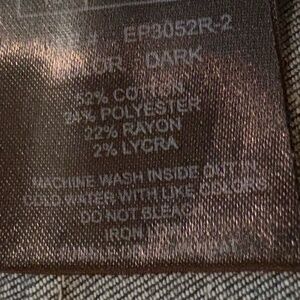 EP3052R-2
DARK
52% COTTON
24% POLYESTER
22% RAYON
2% LYCRA
MACHINE WASH INSIDE OUT IN
COLD WATER WITH LIKE COLORS
DO NOT BLEACH
IRON LOW